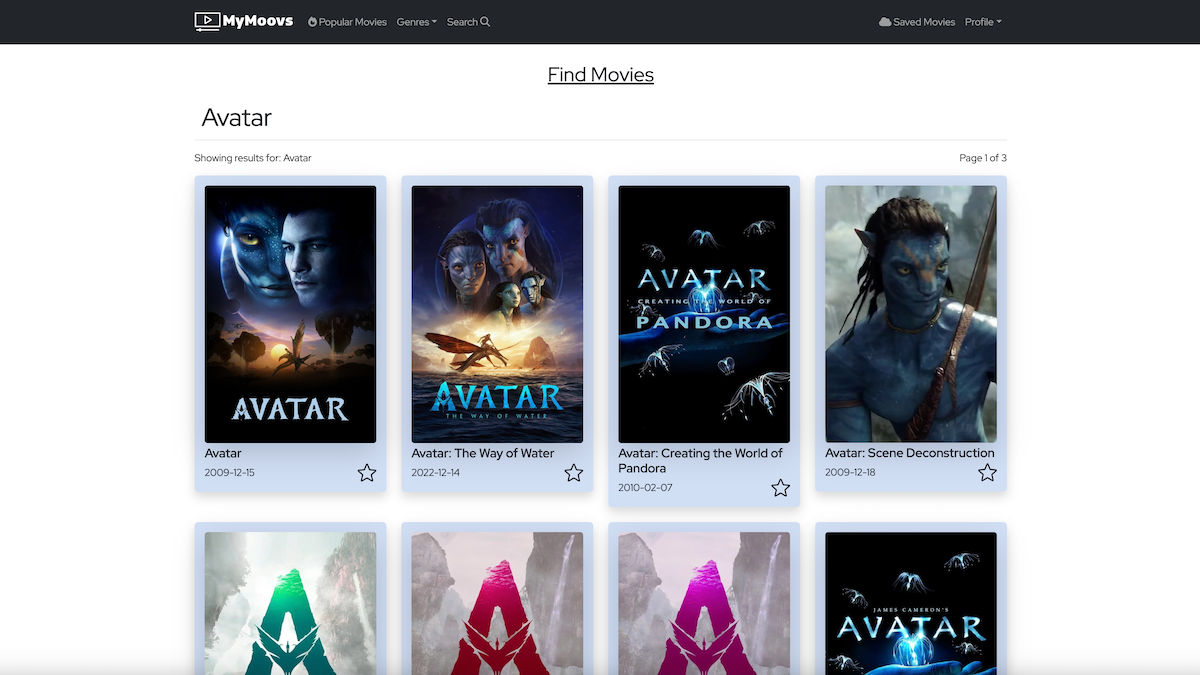 MyMoovs Popular Movies Genres Search Saved Movies Profile
Find Movies
Avatar
Showing results for: Avatar Page 1 of 3
AVATAR
AVATAR
THE WAY OF WATER
AVATAR
CREATING THE WORLD OF
PANDORA
Avatar
2009-12-15
Avatar: The Way of Water
2022-12-14
Avatar: Creating the World of
Pandora
2010-02-07
Avatar: Scene Deconstruction
2009-12-18
JAMES CAMERON'S
AVATAR